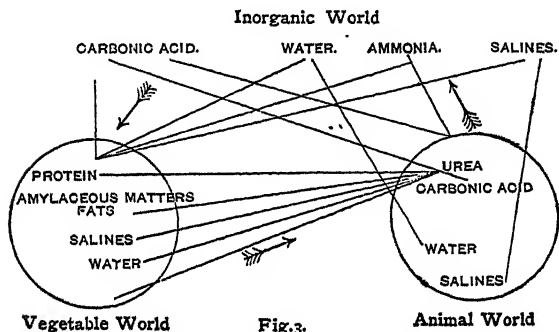 Inorganic World
CARBONIC ACID. WATER. AMMONIA. SALINES.
PROTEIN
AMYLACEOUS MATTERS
FATS
SALINES
WATER
UREA
CARBONIC ACID
WATER
SALINES
Vegetable World Fig.3. Animal World